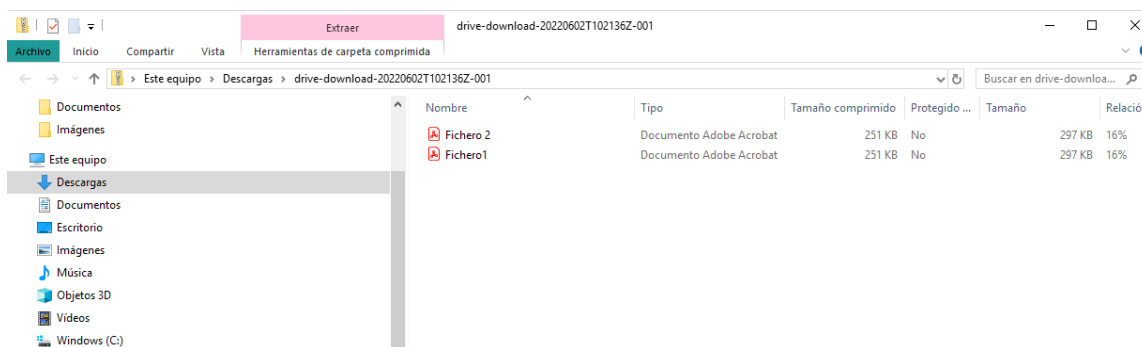 Extraer drive-download-20220602T102136Z-001
Archivo Inicio Compartir Vista Herramientas de carpeta comprimida
Este equipo > Descargas > drive-download-20220602T102136Z-001 Buscar en drive-downloa...
Documentos Nombre Tipo Tamaño comprimido Protegido ... Tamaño Relació
Imágenes Fichero 2 Documento Adobe Acrobat 251 KB No 297 KB 16%
Este equipo Fichero1 Documento Adobe Acrobat 251 KB No 297 KB 16%
Descargas
Documentos
Escritorio
Imágenes
Música
Objetos 3D
Vídeos
Windows (C:)